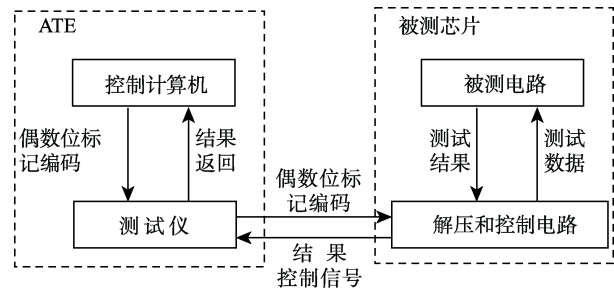 ATE
控制计算机
偶数位标
记编码
结果
返回
测试仪
偶数位标
记编码
结 果
控制信号
被测芯片
被测电路
测试
结果
测试
数据
解压和控制电路